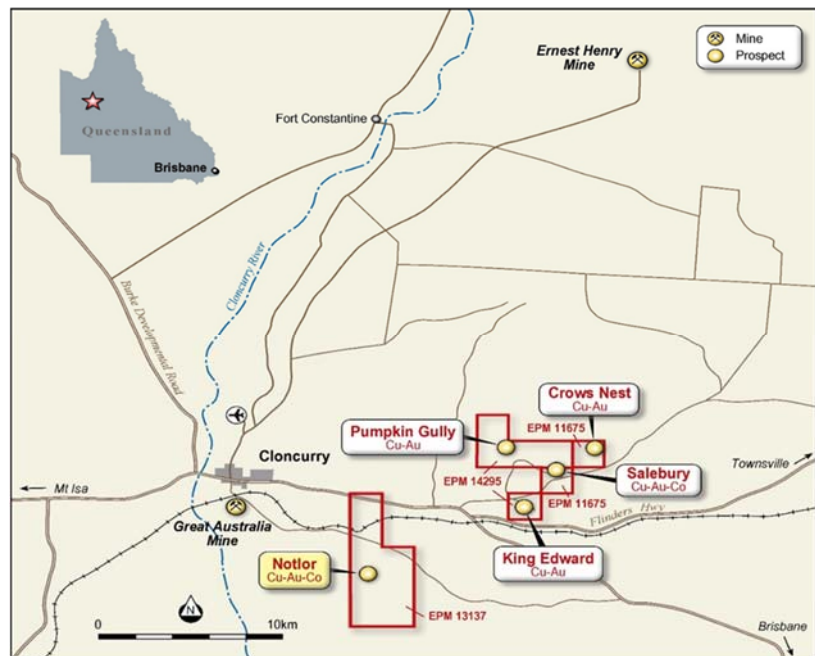 Ernest Henry
Mine
Mine
Prospect
Fort Constantine
Queensland
Brisbane
Cloncurry River
Burke Developmental Road
Crows Nest
Cu-Au
EPM 11675
Pumpkin Gully
Cu-Au
Salebury
Cu-Au-Co
Townsville
Cloncurry
EPM 14295
EPM 11675
Mt Isa
Flinders Hwy
Great Australia
Mine
King Edward
Cu-Au
Notlor
Cu-Au-Co
N
EPM 13137
0
10km
Brisbane